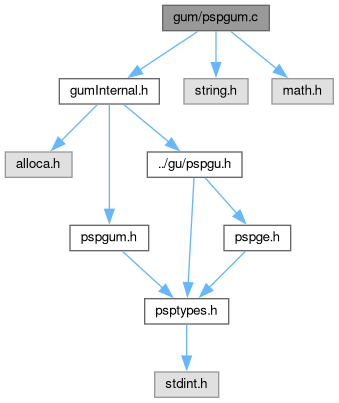 gum/pspgum.c
gumInternal.h
string.h
math.h
alloca.h
../gu/pspgu.h
pspgum.h
pspge.h
psptypes.h
stdint.h